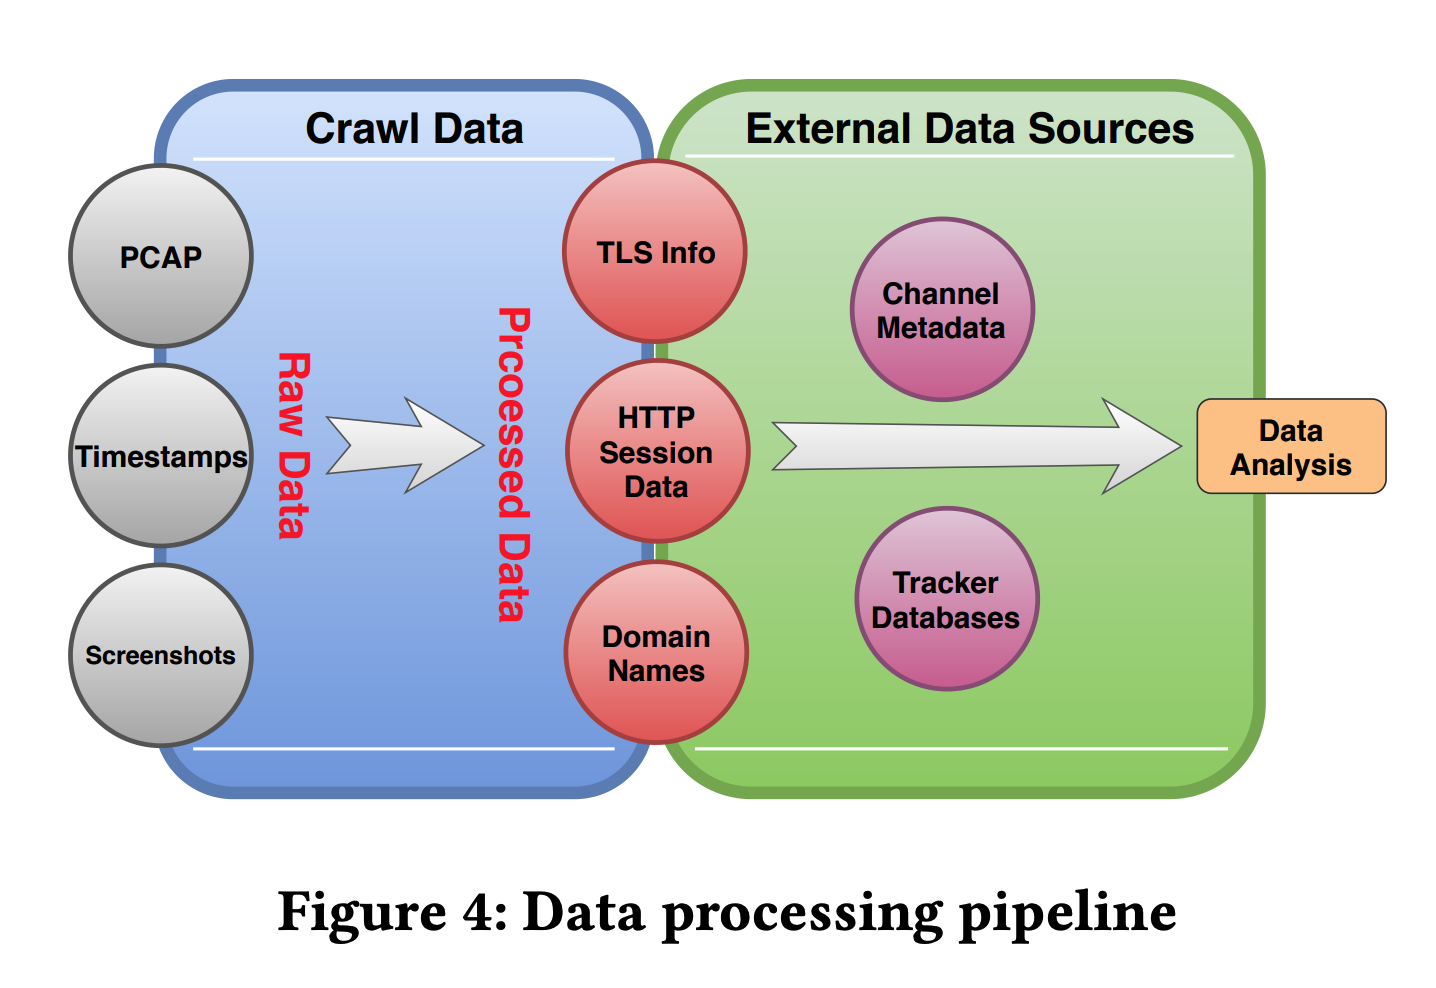 Crawl Data
External Data Sources
PCAP
Timestamps
Screenshots
Raw Data
Prcoessed Data
TLS Info
HTTP
Session
Data
Domain
Names
Channel
Metadata
Tracker
Databases
Data
Analysis
Figure 4: Data processing pipeline